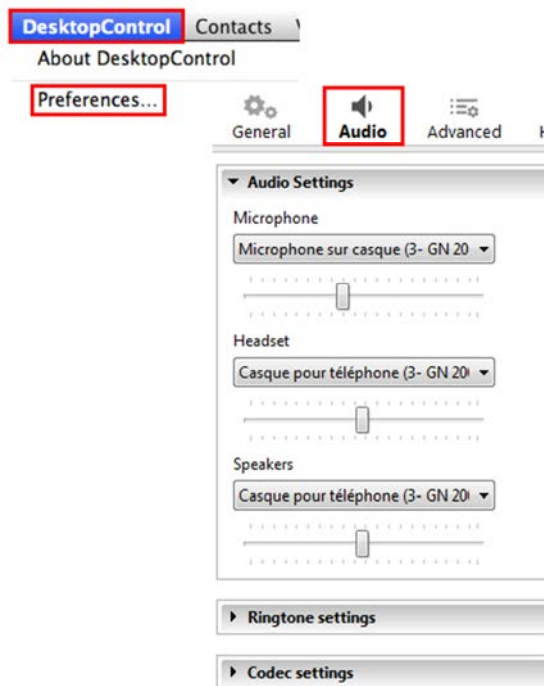 DesktopControl Contacts
About DesktopControl
Preferences...
General Audio Advanced
Audio Settings
Microphone
Microphone sur casque (3- GN 20
Headset
Casque pour téléphone (3- GN 20
Speakers
Casque pour téléphone (3- GN 20
Ringtone settings
Codec settings